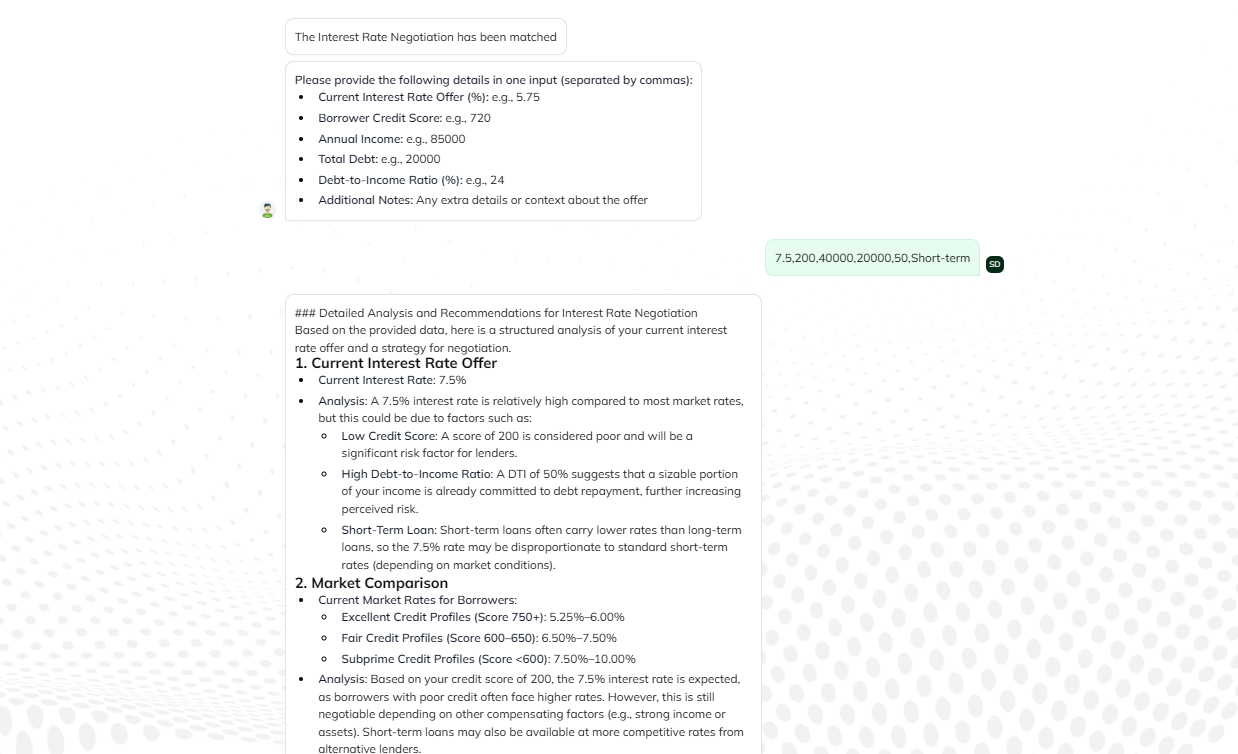 The Interest Rate Negotiation has been matched
Please provide the following details in one input (separated by commas):
• Current Interest Rate Offer (%): e.g., 5.75
• Borrower Credit Score: e.g., 720
• Annual Income: e.g., 85000
• Total Debt: e.g., 20000
• Debt-to-Income Ratio (%): e.g., 24
• Additional Notes: Any extra details or context about the offer
7.5,200,40000,20000,50,Short-term
SD
### Detailed Analysis and Recommendations for Interest Rate Negotiation
Based on the provided data, here is a structured analysis of your current interest
rate offer and a strategy for negotiation.
1. Current Interest Rate Offer
• Current Interest Rate: 7.5%
• Analysis: A 7.5% interest rate is relatively high compared to most market rates,
but this could be due to factors such as:
◦ Low Credit Score: A score of 200 is considered poor and will be a
significant risk factor for lenders.
◦ High Debt-to-Income Ratio: A DTI of 50% suggests that a sizable portion
of your income is already committed to debt repayment, further increasing
perceived risk.
◦ Short-Term Loan: Short-term loans often carry lower rates than long-term
loans, so the 7.5% rate may be disproportionate to standard short-term
rates (depending on market conditions).
2. Market Comparison
• Current Market Rates for Borrowers:
◦ Excellent Credit Profiles (Score 750+): 5.25%–6.00%
◦ Fair Credit Profiles (Score 600–650): 6.50%–7.50%
◦ Subprime Credit Profiles (Score <600): 7.50%–10.00%
• Analysis: Based on your credit score of 200, the 7.5% interest rate is expected,
as borrowers with poor credit often face higher rates. However, this is still
negotiable depending on other compensating factors (e.g., strong income or
assets). Short-term loans may also be available at more competitive rates from
alternative lenders.